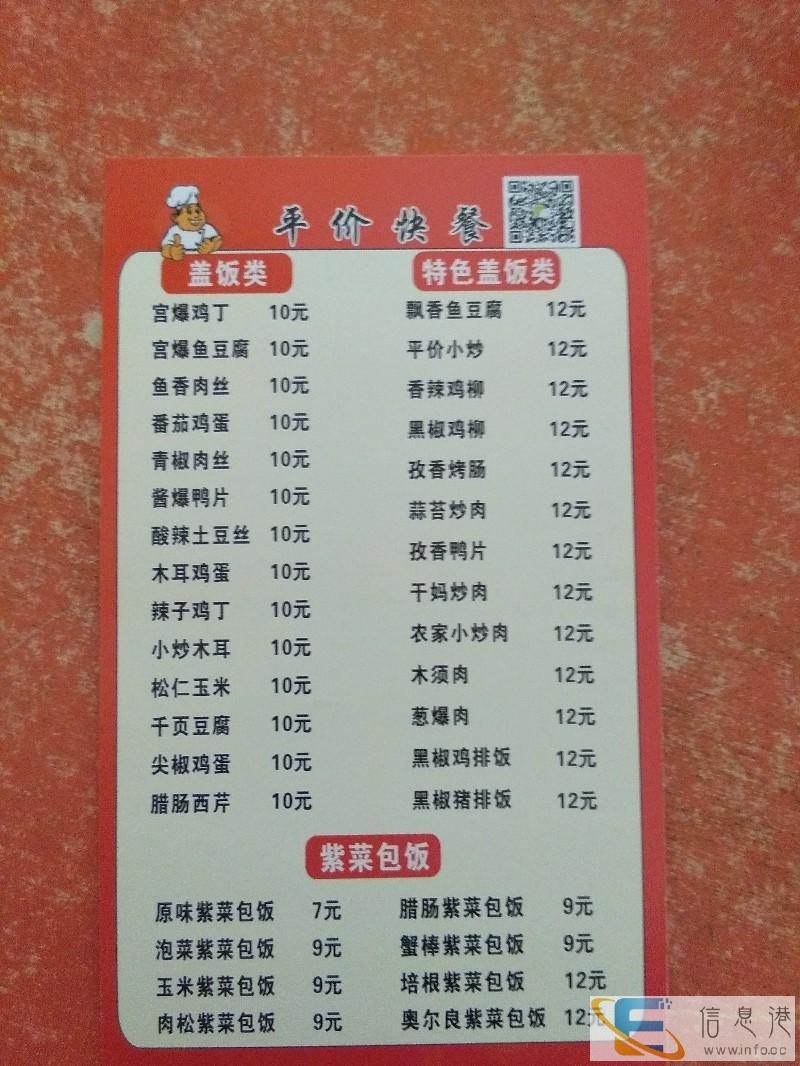 平价快餐
盖饭类
宫爆鸡丁 10元
宫爆鱼豆腐 10元
鱼香肉丝 10元
番茄鸡蛋 10元
青椒肉丝 10元
酱爆鸭片 10元
酸辣土豆丝 10元
木耳鸡蛋 10元
辣子鸡丁 10元
小炒木耳 10元
松仁玉米 10元
千页豆腐 10元
尖椒鸡蛋 10元
腊肠西芹 10元
特色盖饭类
飘香鱼豆腐 12元
平价小炒 12元
香辣鸡柳 12元
黑椒鸡柳 12元
孜香烤肠 12元
蒜苔炒肉 12元
孜香鸭片 12元
干妈炒肉 12元
农家小炒肉 12元
木须肉 12元
葱爆肉 12元
黑椒鸡排饭 12元
黑椒猪排饭 12元
紫菜包饭
原味紫菜包饭 7元
泡菜紫菜包饭 9元
玉米紫菜包饭 9元
肉松紫菜包饭 9元
腊肠紫菜包饭 9元
蟹棒紫菜包饭 9元
培根紫菜包饭 12元
奥尔良紫菜包饭 12元
信息港
www.info.cc